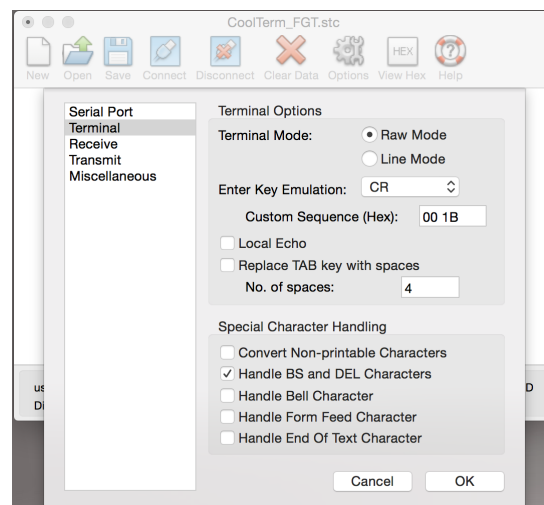 CoolTerm_FGT.stc
New Open Save Connect Disconnect Clear Data Options View Hex Help
HEX
Serial Port
Terminal
Receive
Transmit
Miscellaneous
Terminal Options
Terminal Mode: Raw Mode
Line Mode
Enter Key Emulation: CR
Custom Sequence (Hex): 00 1B
Local Echo
Replace TAB key with spaces
No. of spaces: 4
Special Character Handling
Convert Non-printable Characters
Handle BS and DEL Characters
Handle Bell Character
Handle Form Feed Character
Handle End Of Text Character
us
D
Di
Cancel OK